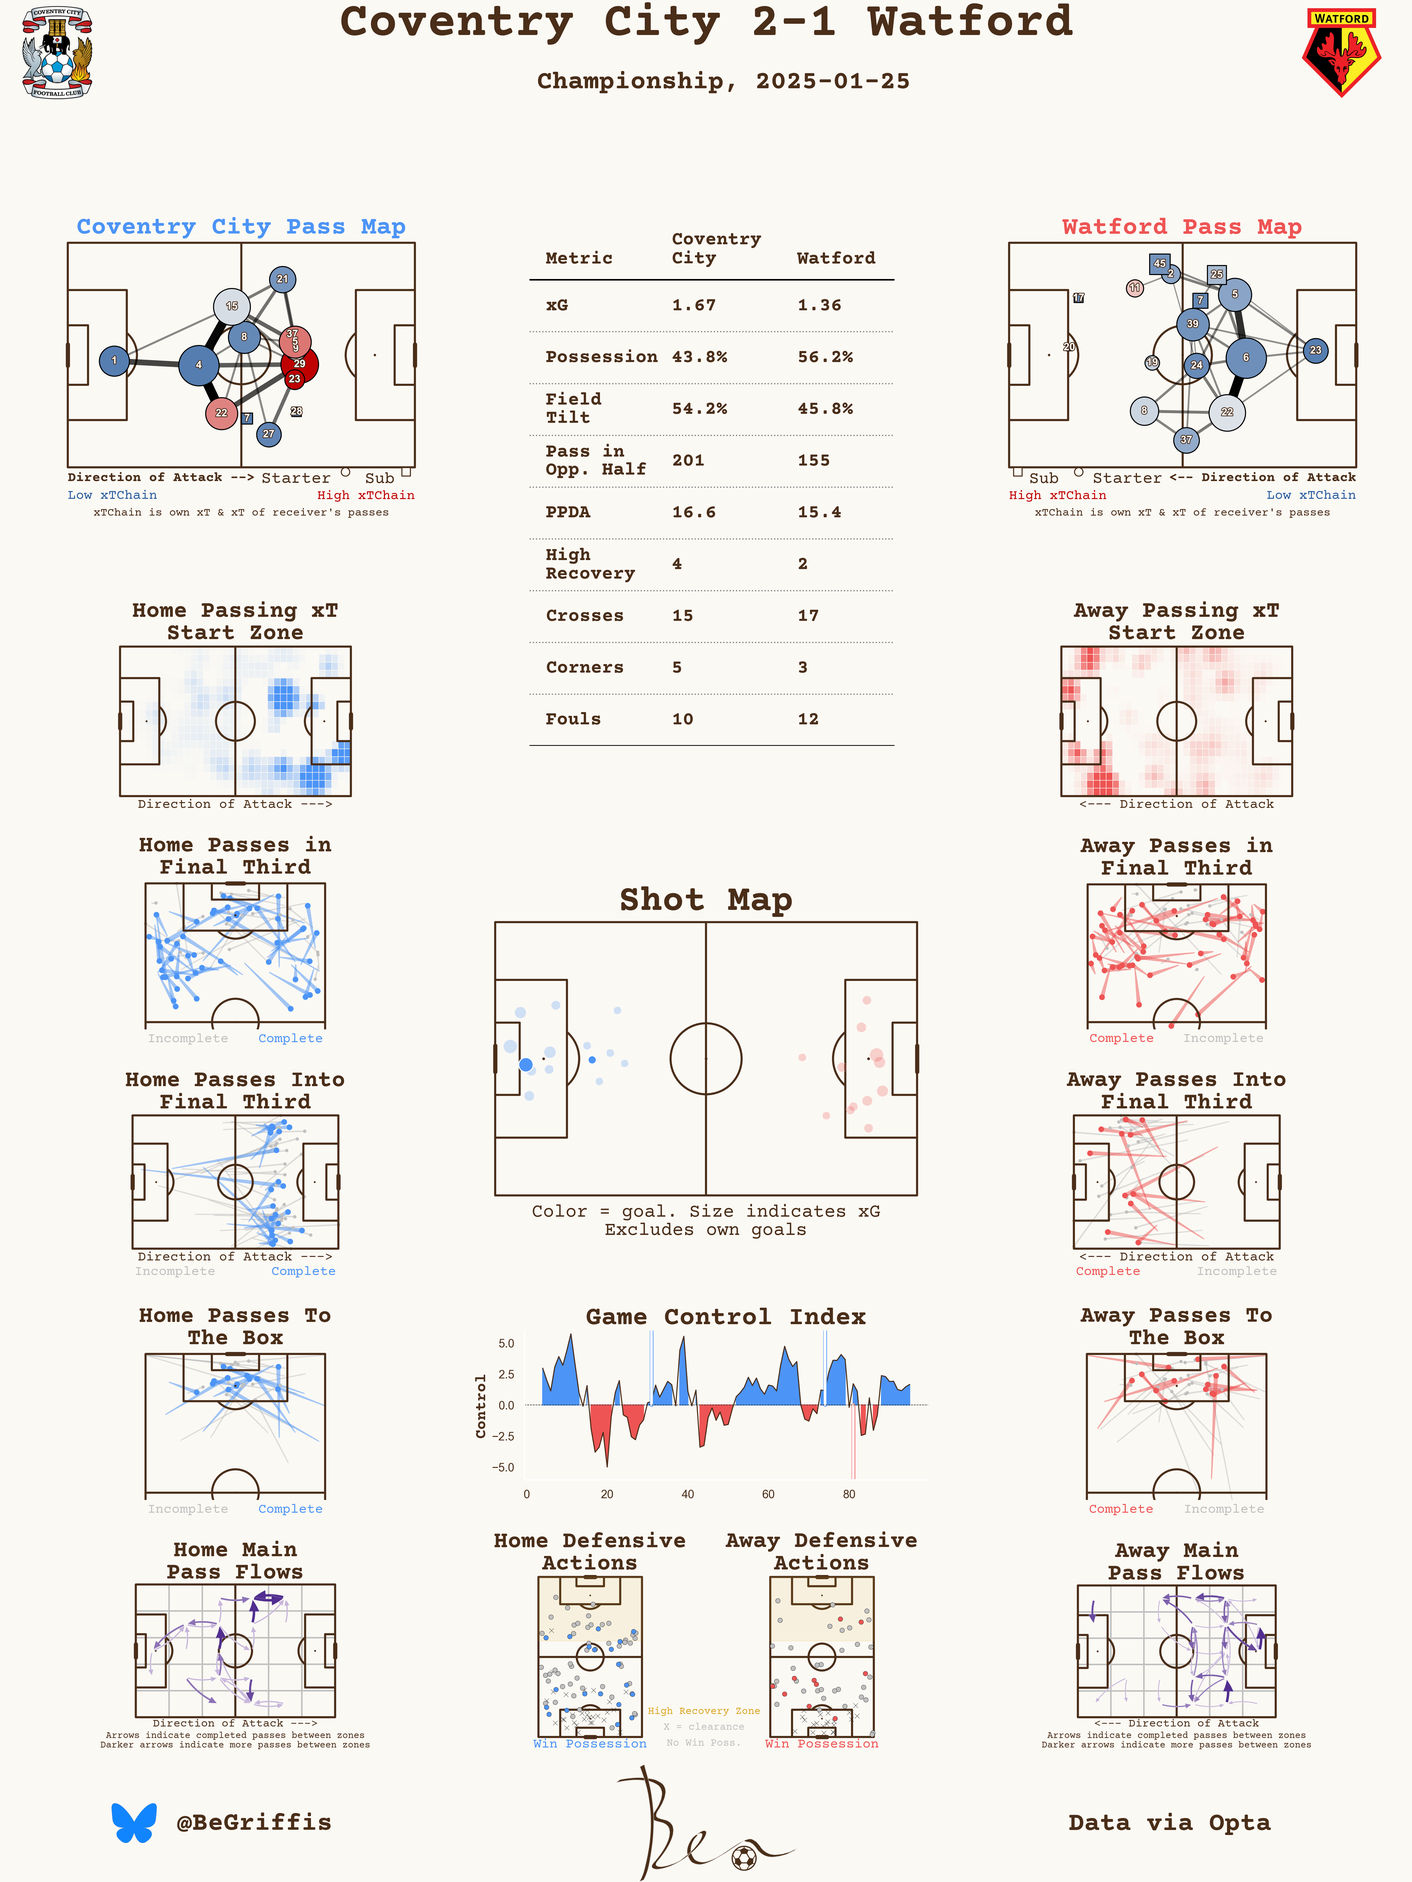 Coventry City 2-1 Watford
Championship, 2025-01-25
COVENTRY CITY
FOOTBALL CLUB
WATFORD
Coventry City Pass Map
21
15
37
8
5
9
1
4
29
23
22
7
28
27
Direction of Attack --> Starter Sub
Low xTChain High xTChain
xTChain is own xT & xT of receiver's passes
Metric Coventry City Watford
xG 1.67 1.36
Possession 43.8% 56.2%
Field Tilt 54.2% 45.8%
Pass in Opp. Half 201 155
PPDA 16.6 15.4
High Recovery 4 2
Crosses 15 17
Corners 5 3
Fouls 10 12
Watford Pass Map
45
2
25
11
5
17
7
39
20
19
24
6
23
8
22
37
Sub Starter <-- Direction of Attack
High xTChain Low xTChain
xTChain is own xT & xT of receiver's passes
Home Passing xT
Start Zone
Direction of Attack --->
Away Passing xT
Start Zone
<--- Direction of Attack
Home Passes in
Final Third
Incomplete Complete
Away Passes in
Final Third
Complete Incomplete
Shot Map
Color = goal. Size indicates xG
Excludes own goals
Home Passes Into
Final Third
Direction of Attack --->
Incomplete Complete
Away Passes Into
Final Third
<--- Direction of Attack
Complete Incomplete
Home Passes To
The Box
Incomplete Complete
Game Control Index
Control
5.0
2.5
0.0
−2.5
−5.0
0 20 40 60 80
Away Passes To
The Box
Complete Incomplete
Home Main
Pass Flows
Direction of Attack --->
Arrows indicate completed passes between zones
Darker arrows indicate more passes between zones
Home Defensive
Actions
Win Possession
High Recovery Zone
X = clearance
No Win Poss.
Away Defensive
Actions
Win Possession
Away Main
Pass Flows
<--- Direction of Attack
Arrows indicate completed passes between zones
Darker arrows indicate more passes between zones
@BeGriffis
Ben
Data via Opta